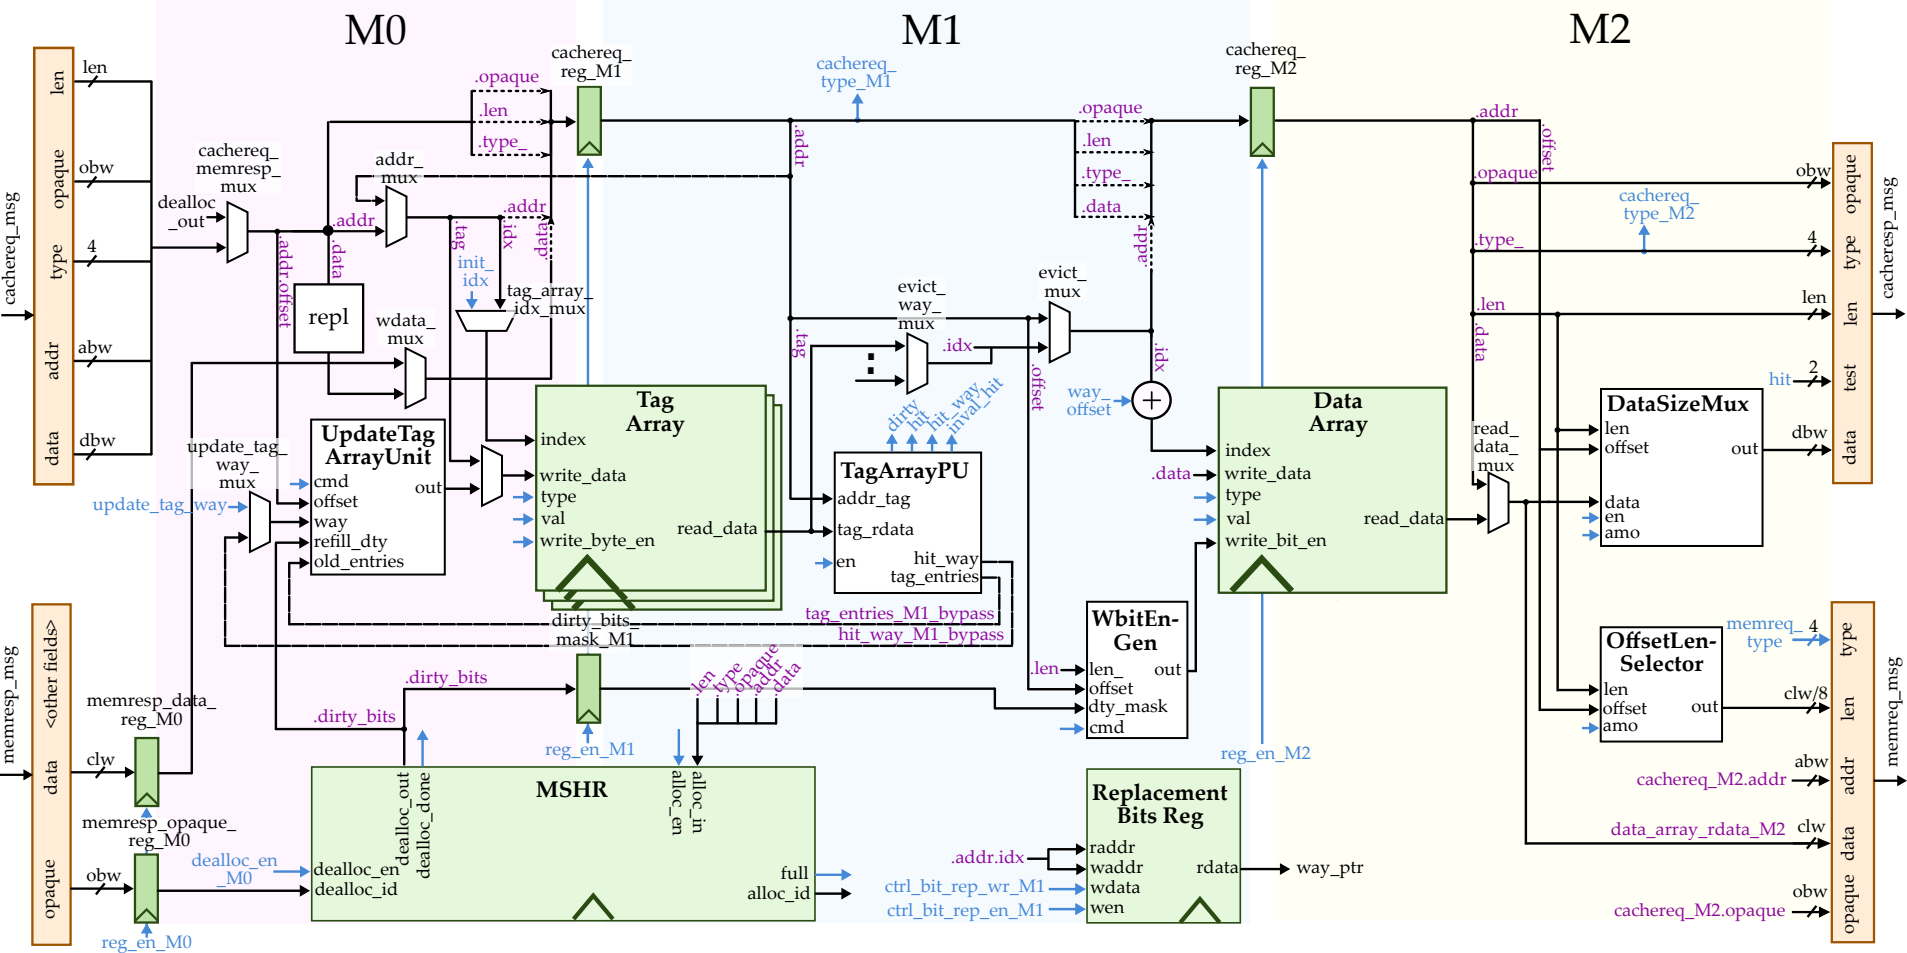 M0
M1
M2
cachereq_msg
len
opaque
type
addr
data
len
obw
4
abw
dbw
cachereq_
memresp_
mux
dealloc
_out
.addr
.data
.addr.offset
repl
addr_
mux
.opaque
.len
.type_
.addr
.data
.tag
.idx
init_
idx
tag_array_
idx_mux
wdata_
mux
cachereq_
reg_M1
update_tag_
way_
mux
update_tag_way
UpdateTag
ArrayUnit
cmd
offset
way
refill_dty
old_entries
out
Tag
Array
index
write_data
type
val
write_byte_en
read_data
cachereq_
type_M1
.addr
.tag
evict_
way_
mux
.idx
evict_
mux
.offset
dirty
hit
hit_way
inval_hit
TagArrayPU
addr_tag
tag_rdata
en
hit_way
tag_entries
tag_entries_M1_bypass
hit_way_M1_bypass
.opaque
.len
.type_
.data
.addr
.idx
way_
offset
+
cachereq_
reg_M2
Data
Array
index
.data
write_data
type
val
write_bit_en
read_data
WbitEn-
Gen
.len
len_
offset
dty_mask
cmd
out
reg_en_M2
dirty_bits_
mask_M1
.dirty_bits
.dirty_bits
reg_en_M1
.len
.type
.opaque
.addr
.data
memresp_msg
<other fields>
data
opaque
clw
obw
memresp_data_
reg_M0
memresp_opaque_
reg_M0
reg_en_M0
dealloc_en
_M0
MSHR
dealloc_out
dealloc_done
alloc_en
alloc_in
dealloc_en
dealloc_id
full
alloc_id
Replacement
Bits Reg
.addr.idx
ctrl_bit_rep_wr_M1
ctrl_bit_rep_en_M1
raddr
waddr
wdata
wen
rdata
way_ptr
.addr
.offset
.opaque
cachereq_
type_M2
.type_
.len
.data
read_
data_
mux
DataSizeMux
len
offset
data
en
amo
out
OffsetLen-
Selector
len
offset
amo
out
obw
4
len
hit
2
dbw
opaque
type
len
test
data
cacheresp_msg
memreq_
type
4
clw/8
cachereq_M2.addr
abw
data_array_rdata_M2
clw
cachereq_M2.opaque
obw
type
len
addr
data
opaque
memreq_msg